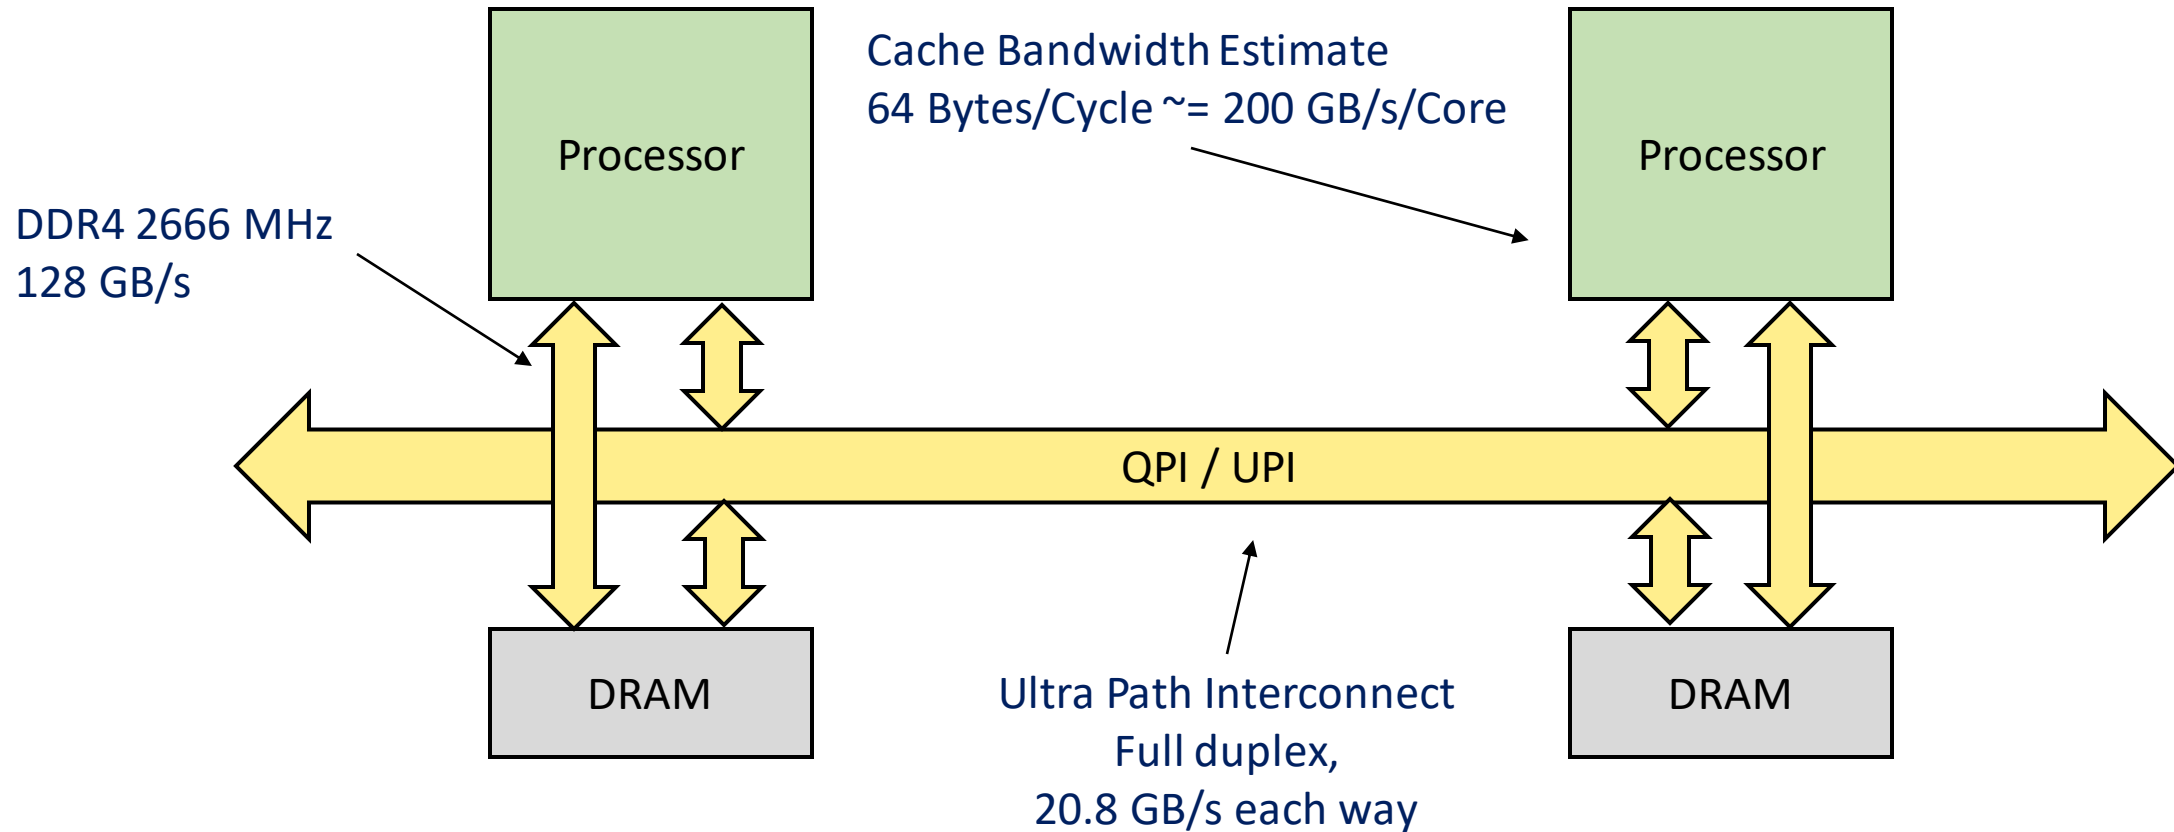 Processor
Cache Bandwidth Estimate
64 Bytes/Cycle ~= 200 GB/s/Core
Processor
DDR4 2666 MHz
128 GB/s
QPI / UPI
DRAM
Ultra Path Interconnect
Full duplex,
20.8 GB/s each way
DRAM